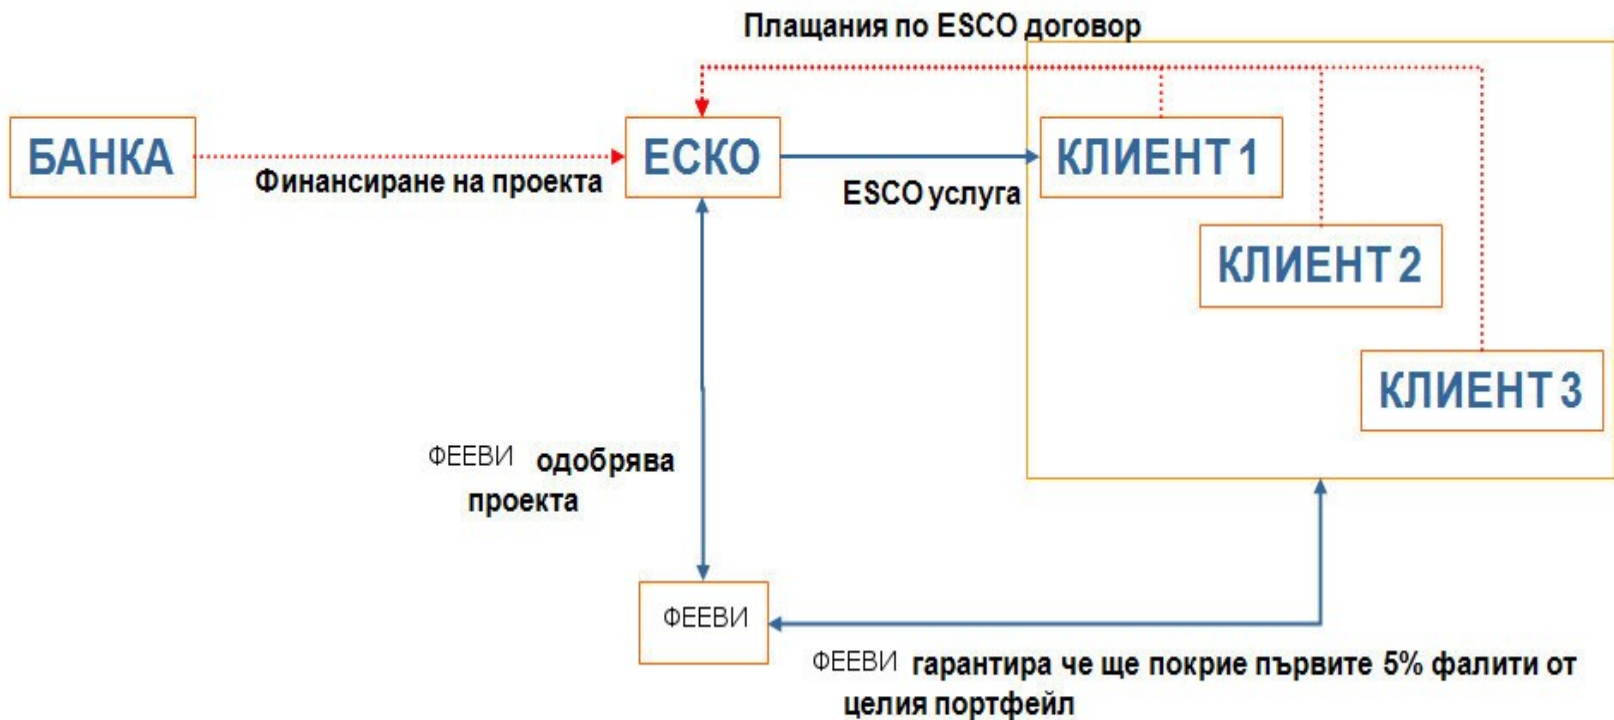 Плащания по ESCO договор
БАНКА
ЕСКО
КЛИЕНТ 1
Финансиране на проекта
ESCO услуга
КЛИЕНТ 2
КЛИЕНТ 3
ФЕЕВИ одобрява
проекта
ФЕЕВИ
ФЕЕВИ гарантира че ще покрие първите 5% фалити от
целия портфейл